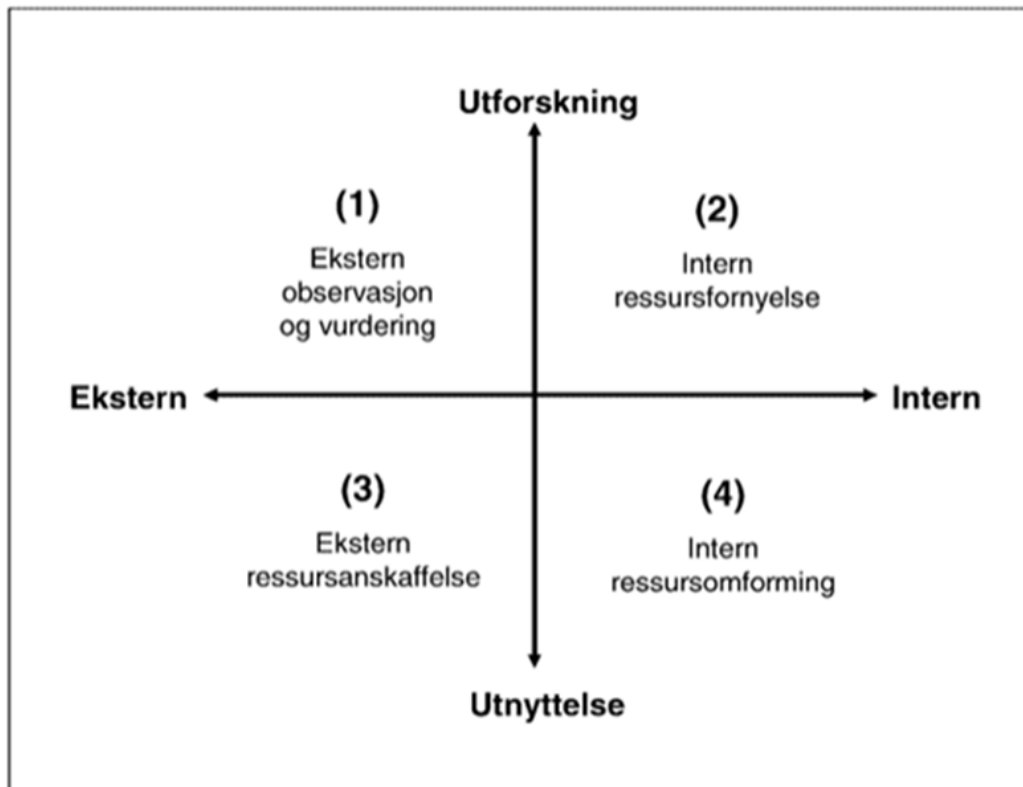 Utforskning
(1)
Ekstern
observasjon
og vurdering
(2)
Intern
ressursfornyelse
Ekstern
Intern
(3)
Ekstern
ressursanskaffelse
(4)
Intern
ressursomforming
Utnyttelse